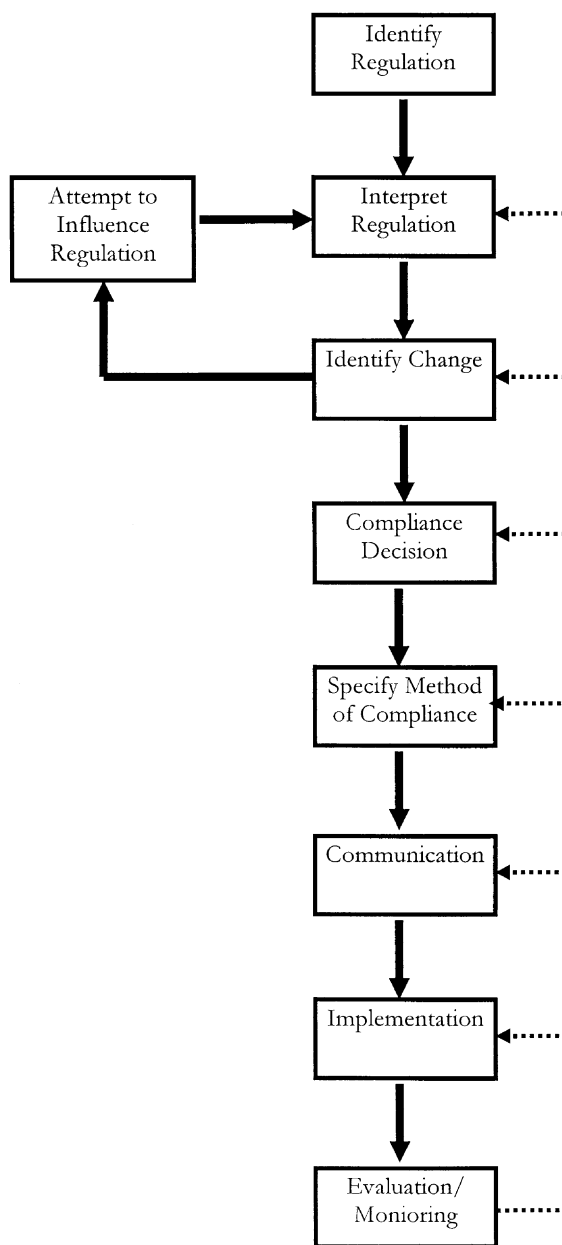 Identify
Regulation
Attempt to
Influence
Regulation
Interpret
Regulation
Identify Change
Compliance
Decision
Specify Method
of Compliance
Communication
Implementation
Evaluation/
Monioring